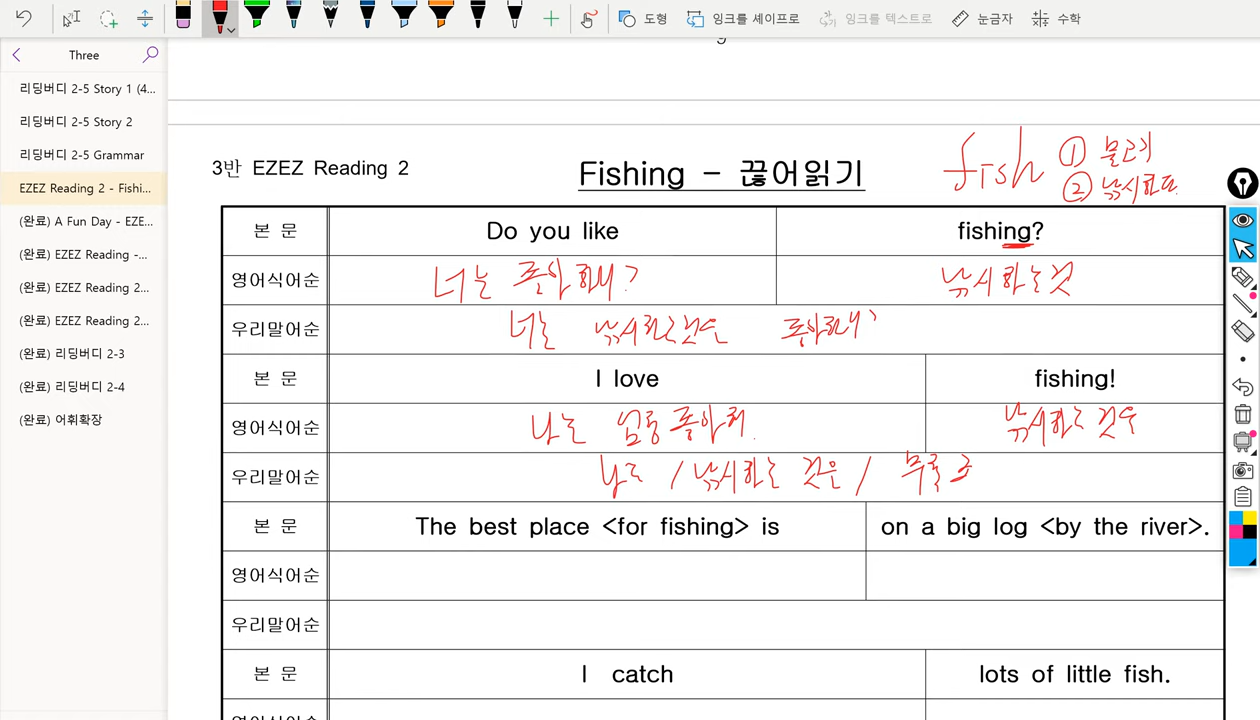 도형 잉크를 셰이프로 잉크를 텍스트로 눈금자 수학
Three
리딩버디 2-5 Story 1 (4...
리딩버디 2-5 Story 2
리딩버디 2-5 Grammar
EZEZ Reading 2 - Fishi...
(완료) A Fun Day - EZE...
(완료) EZEZ Reading -...
(완료) EZEZ Reading 2...
(완료) EZEZ Reading 2...
(완료) 리딩버디 2-3
(완료) 리딩버디 2-4
(완료) 어휘확장
3반 EZEZ Reading 2
Fishing - 끊어읽기
fish ① 물고기
② 낚시하다
본 문 Do you like fishing?
영어식어순 너는 좋아하니? 낚시하는것
우리말어순 너는 낚시하는것을 좋아하니?
본 문 I love fishing!
영어식어순 나는 엄청 좋아해. 낚시하는 것을
우리말어순 나는 / 낚시하는 것은 /
본 문 The best place <for fishing> is on a big log <by the river>.
영어식어순
우리말어순
본 문 I catch lots of little fish.
영어식어순